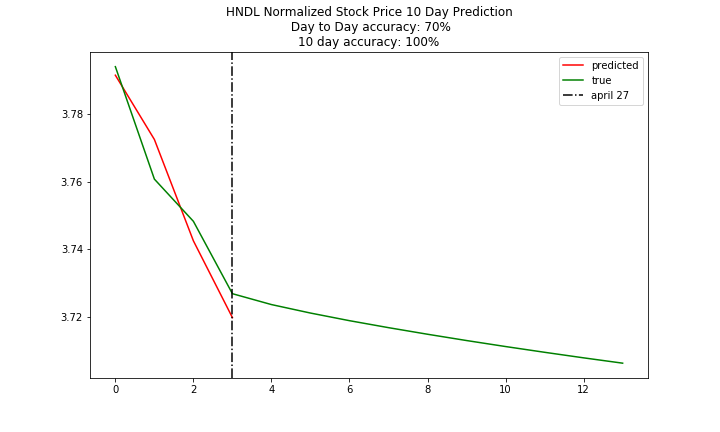 HNDL Normalized Stock Price 10 Day Prediction
Day to Day accuracy: 70%
10 day accuracy: 100%
predicted
true
april 27
3.78
3.76
3.74
3.72
0 2 4 6 8 10 12